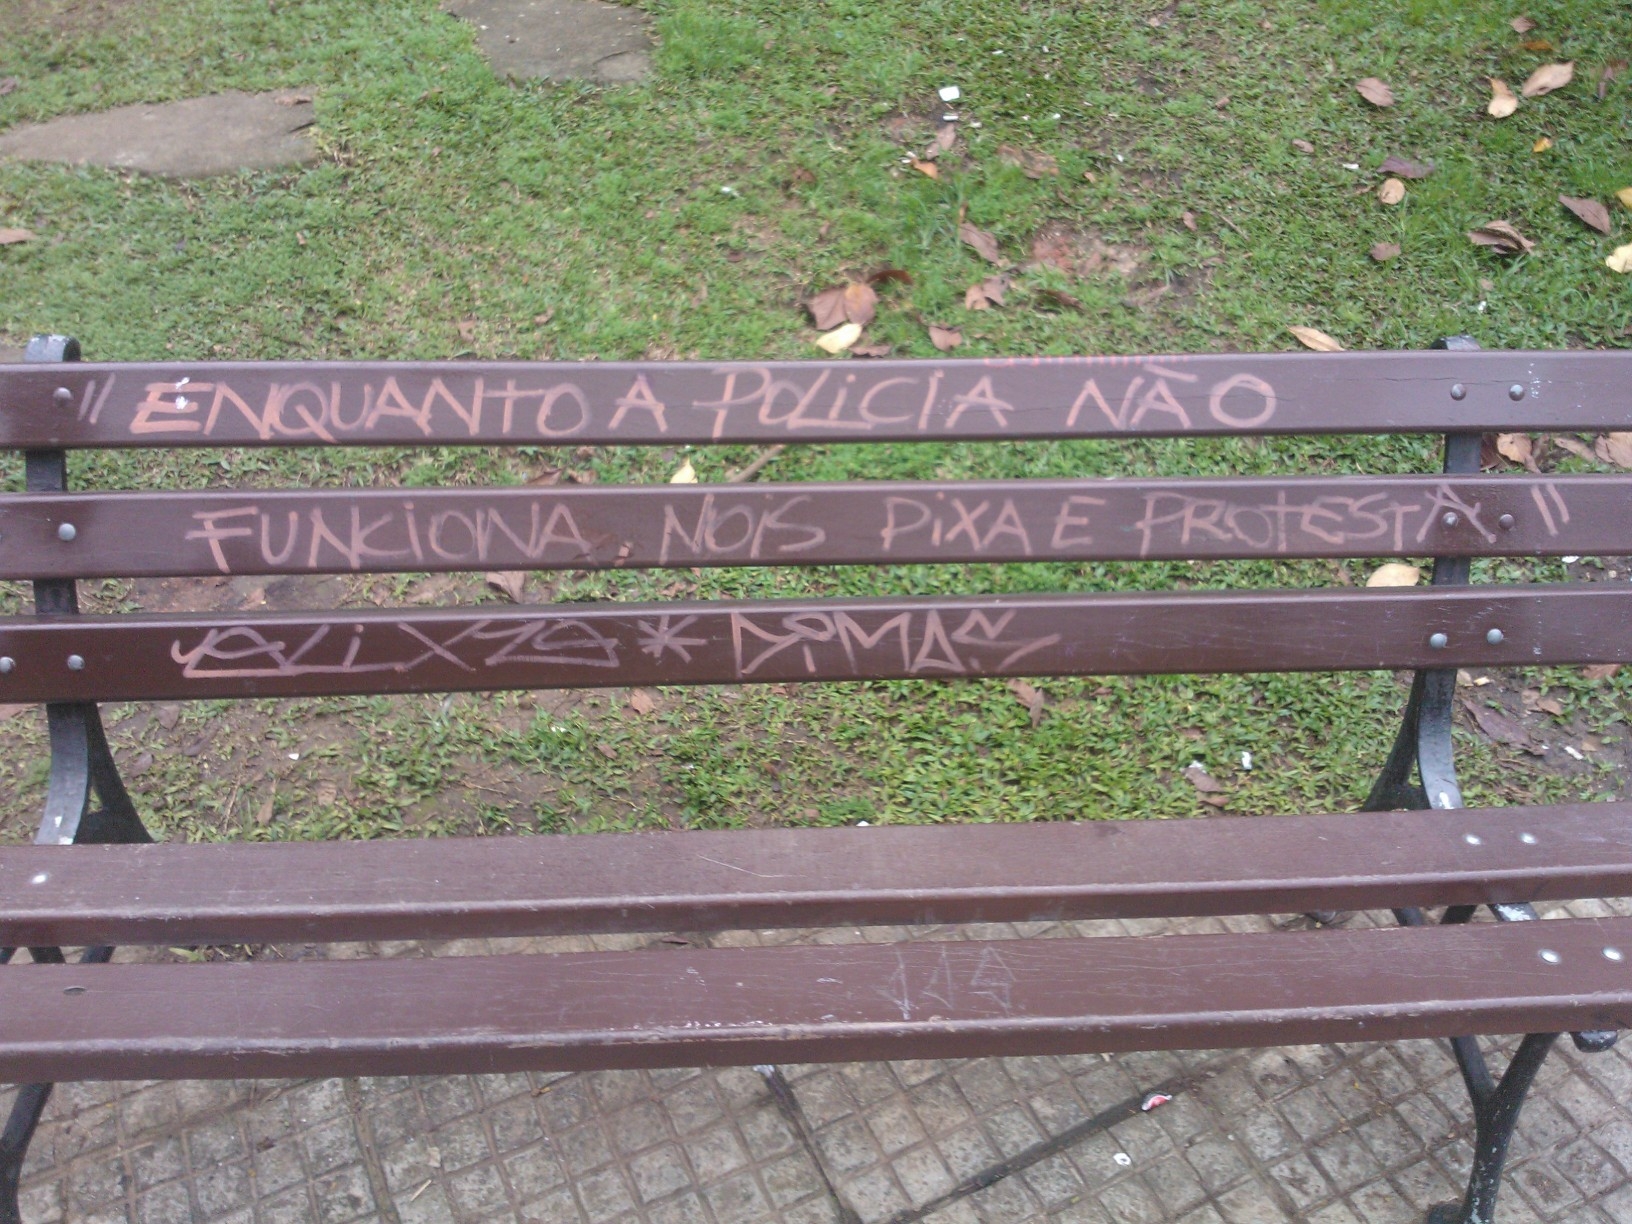 "ENQUANTO A POLiCiA NÃO
FUNCiONA. NOiS PiXA E PROTESTA"